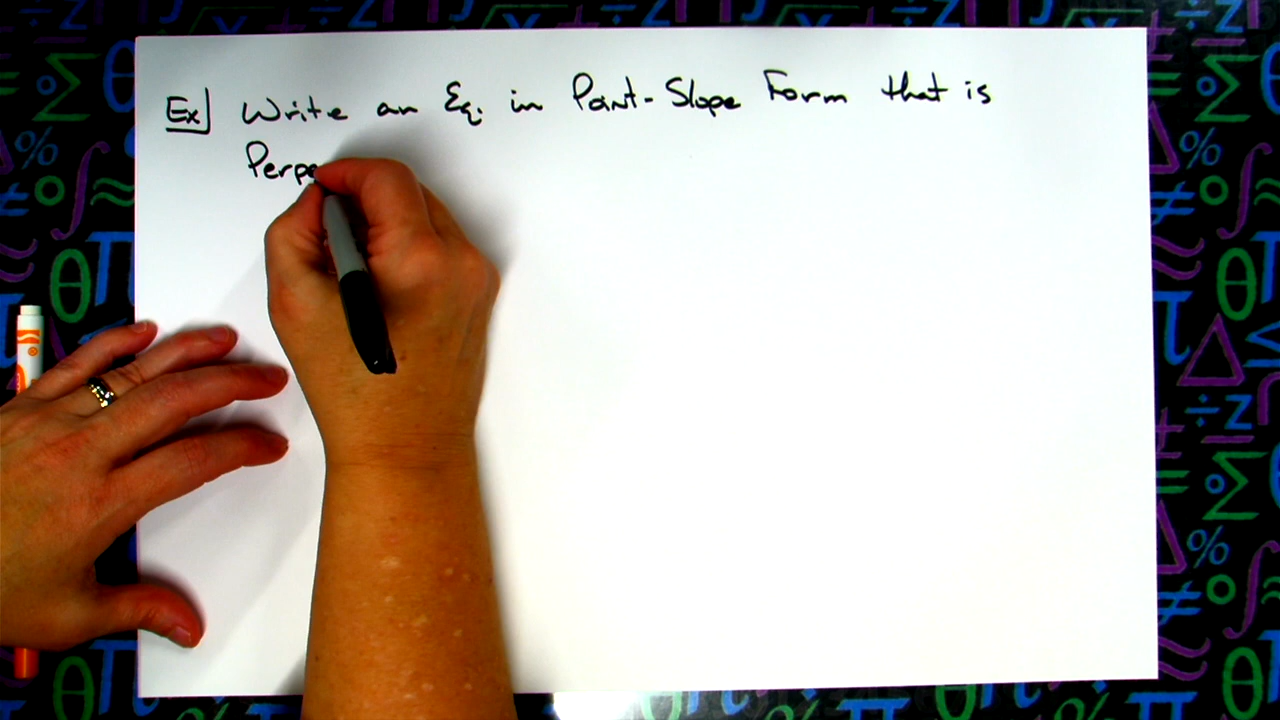 Ex] Write an Eq. in Point-Slope Form that is
Perpe